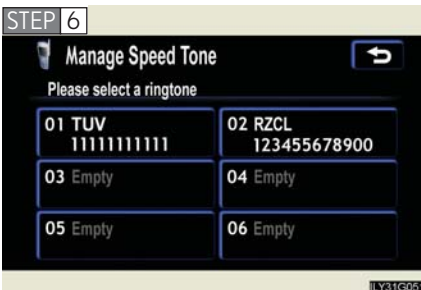 STEP 6
Manage Speed Tone
Please select a ringtone
01 TUV
11111111111
02 RZCL
123455678900
03 Empty
04 Empty
05 Empty
06 Empty
ILY31G051